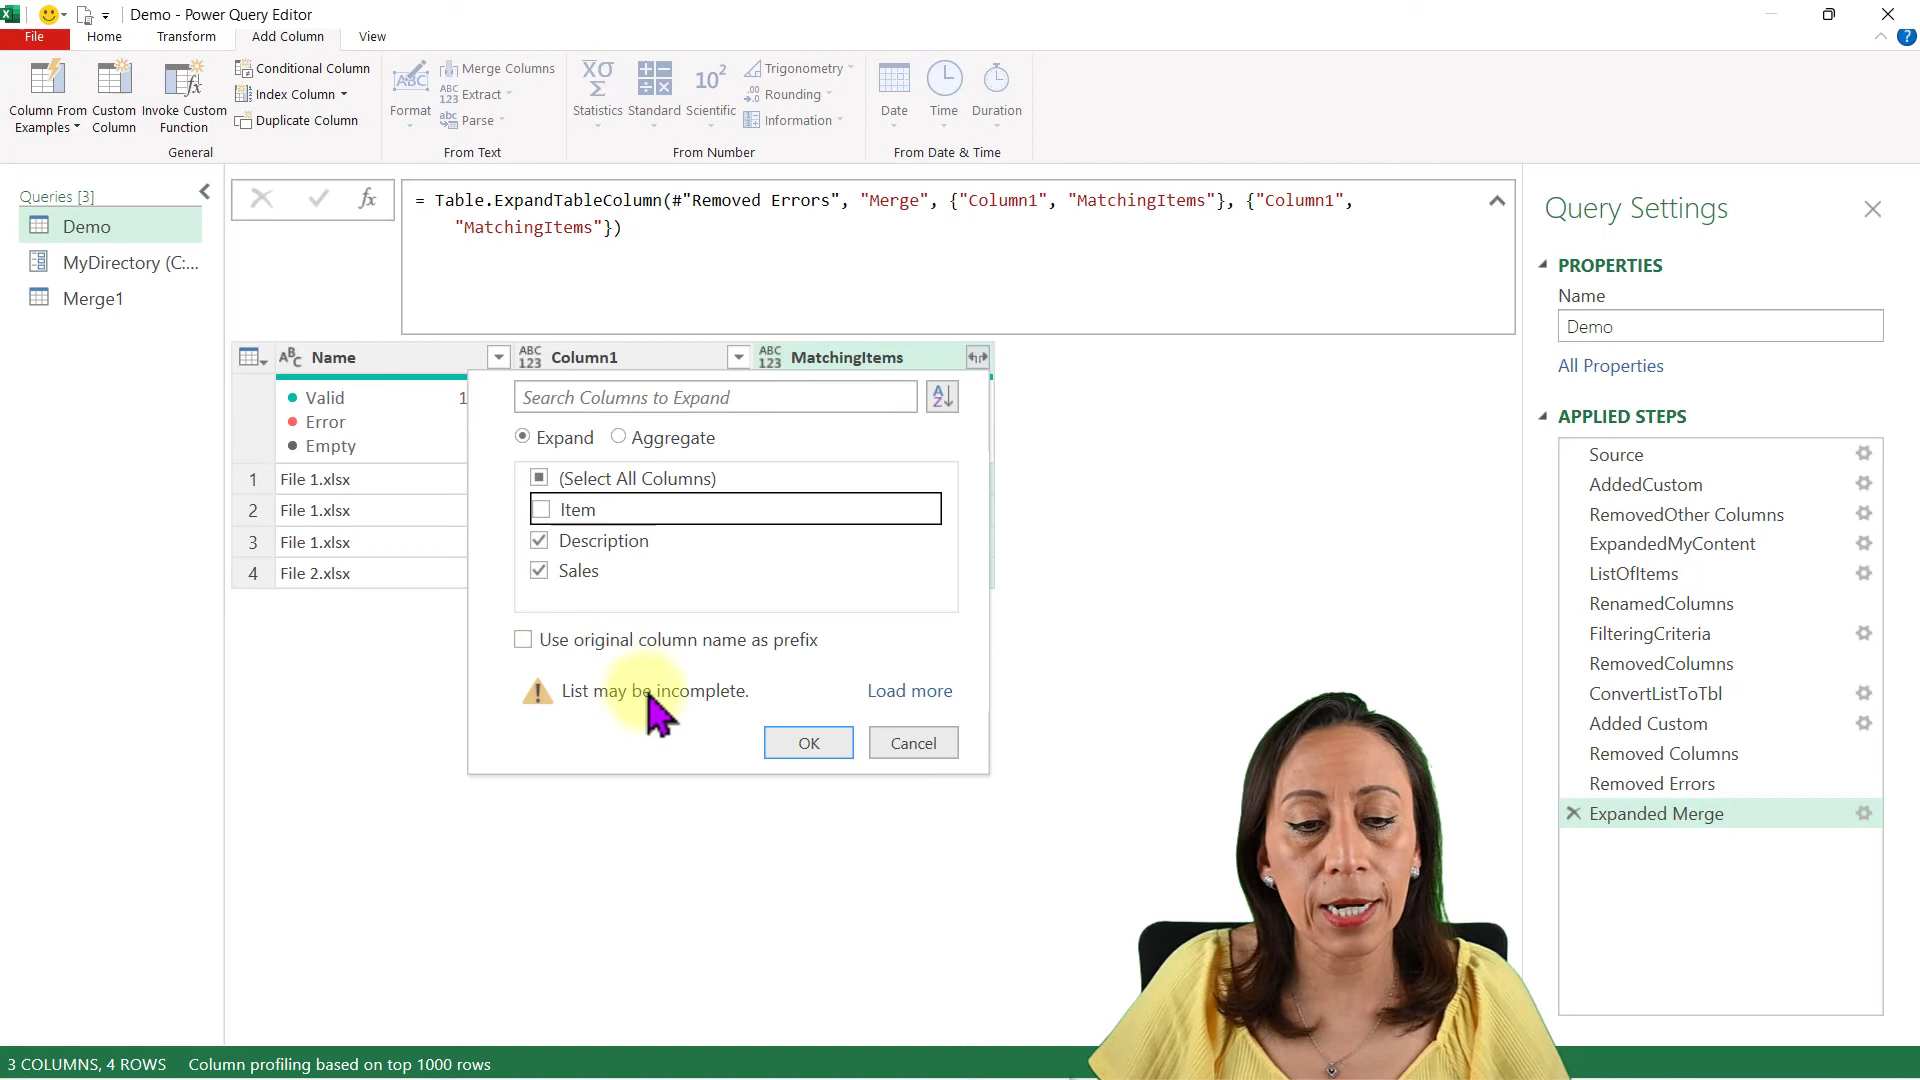 Demo - Power Query Editor
File Home Transform Add Column View
Column From Examples
Custom Column
Invoke Custom Function
Conditional Column
Index Column
Duplicate Column
General
Format
Merge Columns
Extract
Parse
From Text
Statistics
Standard
Scientific
Trigonometry
Rounding
Information
From Number
Date
Time
Duration
From Date & Time
Queries [3]
Demo
MyDirectory (C:...
Merge1
fx
= Table.ExpandTableColumn(#"Removed Errors", "Merge", {"Column1", "MatchingItems"}, {"Column1",
"MatchingItems"})
ABC Name
ABC 123 Column1
ABC 123 MatchingItems
Valid 1
Error
Empty
1 File 1.xlsx
2 File 1.xlsx
3 File 1.xlsx
4 File 2.xlsx
Search Columns to Expand
Expand Aggregate
(Select All Columns)
Item
Description
Sales
Use original column name as prefix
List may be incomplete. Load more
OK Cancel
Query Settings
PROPERTIES
Name
Demo
All Properties
APPLIED STEPS
Source
AddedCustom
RemovedOther Columns
ExpandedMyContent
ListOfItems
RenamedColumns
FilteringCriteria
RemovedColumns
ConvertListToTbl
Added Custom
Removed Columns
Removed Errors
Expanded Merge
3 COLUMNS, 4 ROWS Column profiling based on top 1000 rows